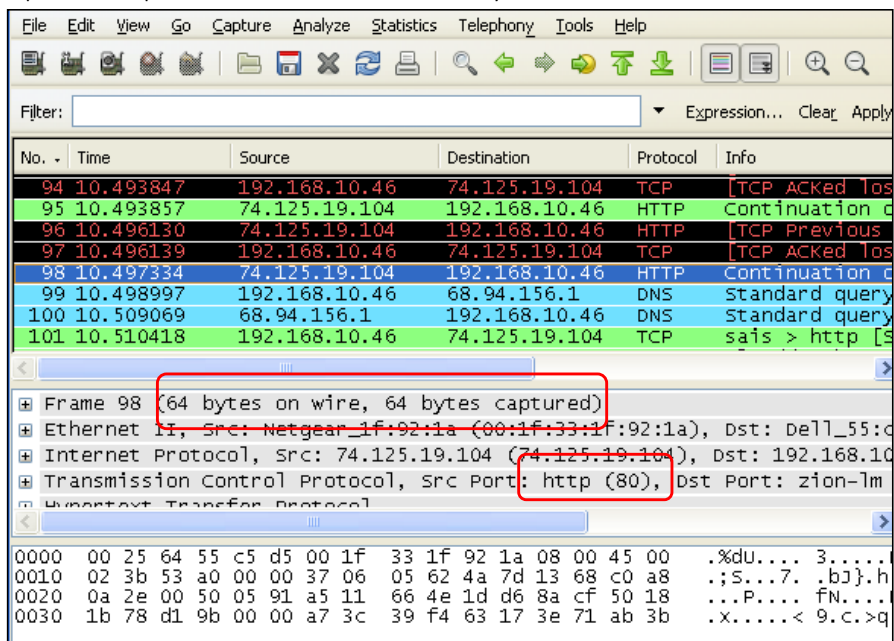 File Edit View Go Capture Analyze Statistics Telephony Tools Help
Filter: Expression... Clear Apply
No. Time Source Destination Protocol Info
94 10.493847 192.168.10.46 74.125.19.104 TCP [TCP ACKed los
95 10.493857 74.125.19.104 192.168.10.46 HTTP Continuation o
96 10.496130 74.125.19.104 192.168.10.46 HTTP [TCP Previous
97 10.496139 192.168.10.46 74.125.19.104 TCP [TCP ACKed los
98 10.497334 74.125.19.104 192.168.10.46 HTTP Continuation o
99 10.498997 192.168.10.46 68.94.156.1 DNS Standard query
100 10.509069 68.94.156.1 192.168.10.46 DNS Standard query
101 10.510418 192.168.10.46 74.125.19.104 TCP sais > http [S
Frame 98 (64 bytes on wire, 64 bytes captured)
Ethernet II, Src: Netgear_1f:92:1a (00:1f:33:1f:92:1a), Dst: Dell_55:c
Internet Protocol, Src: 74.125.19.104 (74.125.19.104), Dst: 192.168.10
Transmission Control Protocol, Src Port: http (80), Dst Port: zion-lm
Hypertext Transfer Protocol
0000 00 25 64 55 c5 d5 00 1f 33 1f 92 1a 08 00 45 00 .%dU.... 3.....
0010 02 3b 53 a0 00 00 37 06 05 62 4a 7d 13 68 c0 a8 .;S...7. .bJ}.h
0020 0a 2e 00 50 05 91 a5 11 66 4e 1d d6 8a cf 50 18 ...P.... fN....
0030 1b 78 d1 9b 00 00 a7 3c 39 f4 63 17 3e 71 ab 3b .x.....< 9.c.>q